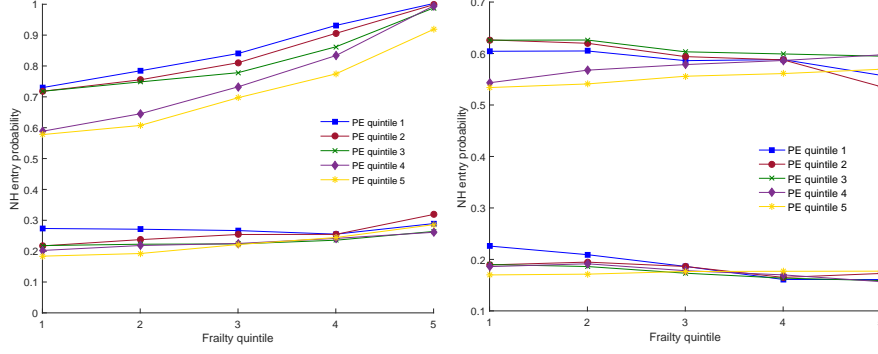 1
0.9
0.8
0.7
0.6
0.5
0.4
0.3
0.2
0.1
0
NH entry probability
PE quintile 1
PE quintile 2
PE quintile 3
PE quintile 4
PE quintile 5
1 2 3 4 5
Frailty quintile
0.7
0.6
0.5
0.4
0.3
0.2
0.1
NH entry probability
PE quintile 1
PE quintile 2
PE quintile 3
PE quintile 4
PE quintile 5
1 2 3 4
Frailty quintile